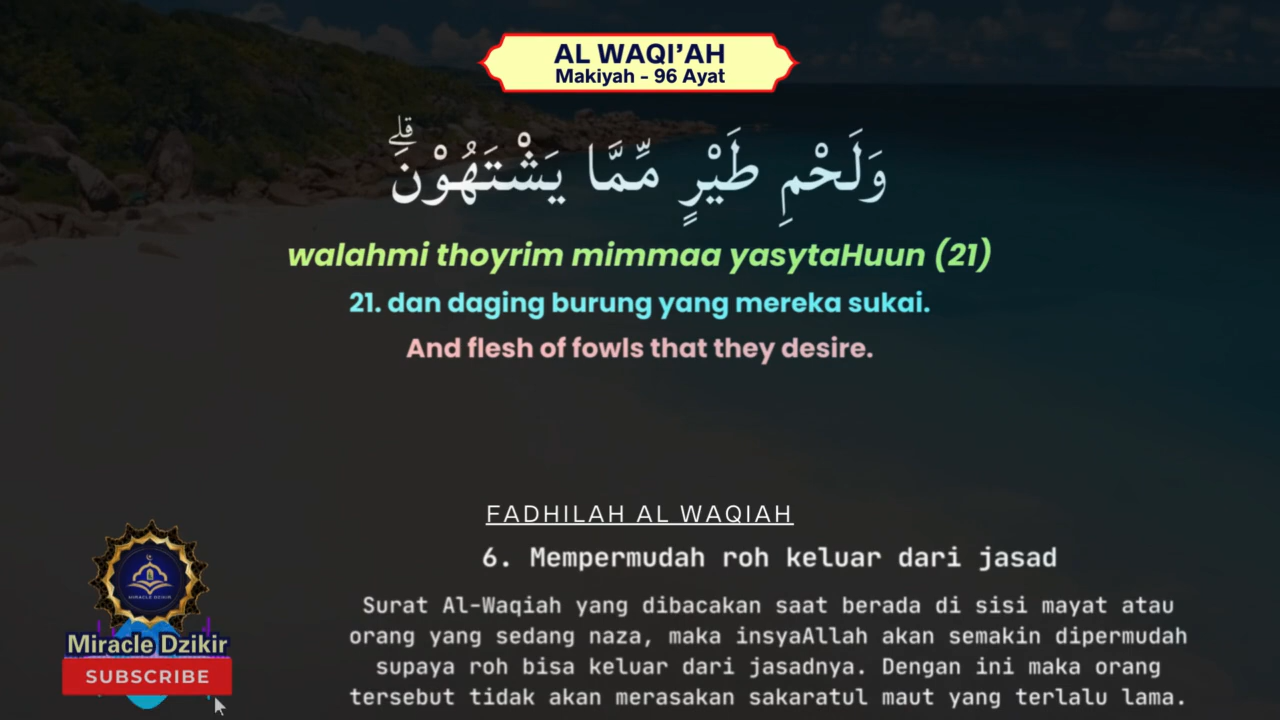 AL WAQI’AH
Makiyah - 96 Ayat
وَلَحْمِ طَيْرٍ مِّمَّا يَشْتَهُوْنَۗ
walahmi thoyrim mimmaa yasytaHuun (21)
21. dan daging burung yang mereka sukai.
And flesh of fowls that they desire.
FADHILAH AL WAQIAH
6. Mempermudah roh keluar dari jasad
Surat Al-Waqiah yang dibacakan saat berada di sisi mayat atau
orang yang sedang naza, maka insyaAllah akan semakin dipermudah
supaya roh bisa keluar dari jasadnya. Dengan ini maka orang
tersebut tidak akan merasakan sakaratul maut yang terlalu lama.
MIRACLE DZIKIR
Miracle Dzikir
SUBSCRIBE